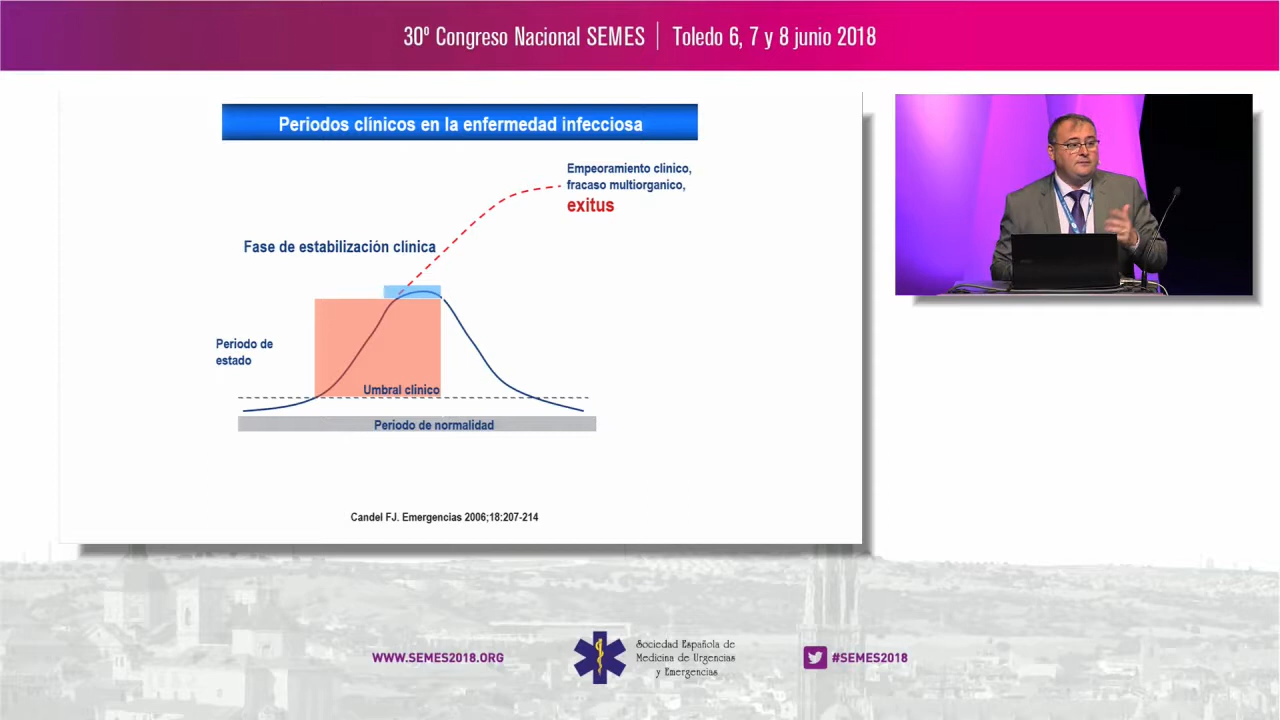 30º Congreso Nacional SEMES | Toledo 6, 7 y 8 junio 2018
Periodos clínicos en la enfermedad infecciosa
Empeoramiento clínico,
fracaso multiorganico,
exitus
Fase de estabilización clínica
Periodo de
estado
Umbral clínico
Periodo de normalidad
Candel FJ. Emergencias 2006;18:207-214
WWW.SEMES2018.ORG
Sociedad Española de
Medicina de Urgencias
y Emergencias
#SEMES2018